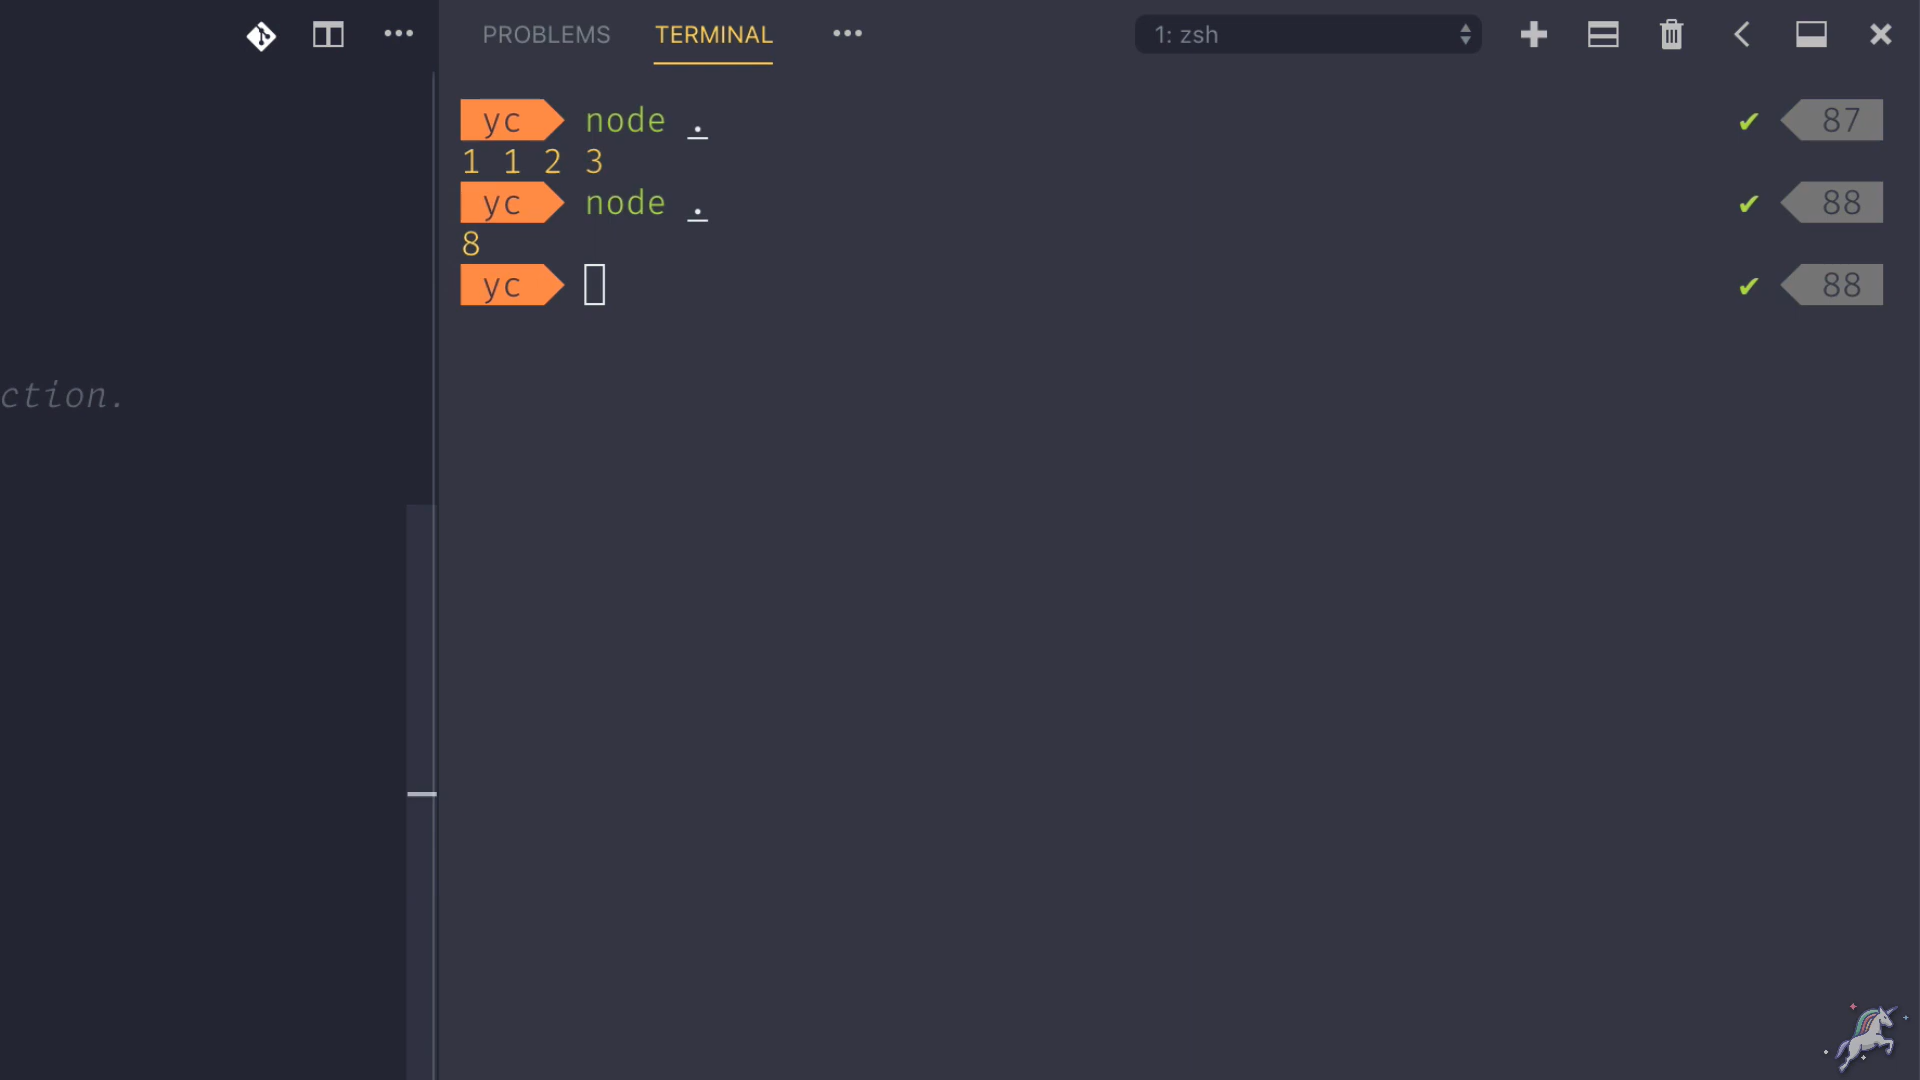 PROBLEMS TERMINAL 1: zsh
yc node . ✔ 87
1 1 2 3
yc node . ✔ 88
8
yc ✔ 88
ction.